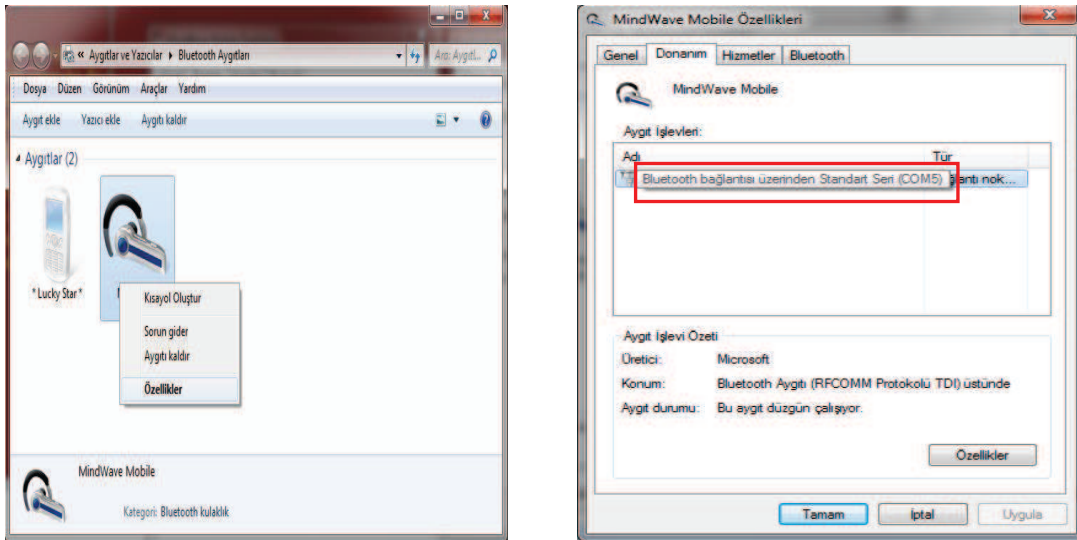 « Aygıtlar ve Yazıcılar ▸ Bluetooth Aygıtları
Ara: Aygıtl...
Dosya Düzen Görünüm Araçlar Yardım
Aygıt ekle Yazıcı ekle Aygıtı kaldır
Aygıtlar (2)
* Lucky Star *
Kısayol Oluştur
Sorun gider
Aygıtı kaldır
Özellikler
MindWave Mobile
Kategori: Bluetooth kulaklık
MindWave Mobile Özellikleri
Genel Donanım Hizmetler Bluetooth
MindWave Mobile
Aygıt İşlevleri:
Adı Tür
Bluetooth bağlantısı üzerinden Standart Seri (COM5) nok...
Aygıt İşlevi Özeti
Üretici: Microsoft
Konum: Bluetooth Aygıtı (RFCOMM Protokolü TDI) üstünde
Aygıt durumu: Bu aygıt düzgün çalışıyor.
Özellikler
Tamam İptal Uygula